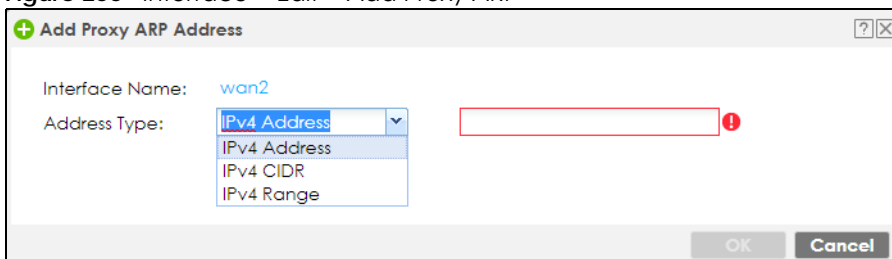 Add Proxy ARP Address
Interface Name: wan2
Address Type: IPv4 Address
IPv4 Address
IPv4 CIDR
IPv4 Range
OK Cancel